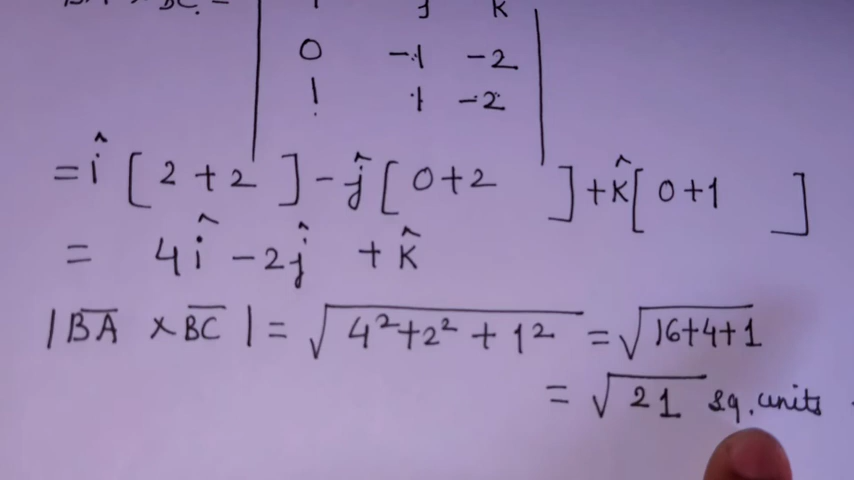 BA × BC = | i j k
0 -1 -2
1 1 -2 |
= î [ 2 + 2 ] - ĵ [ 0 + 2 ] + k̂ [ 0 + 1 ]
= 4î - 2ĵ + k̂
| B̅A̅ × B̅C̅ | = √(4² + 2² + 1²) = √(16+4+1)
= √21 sq. units